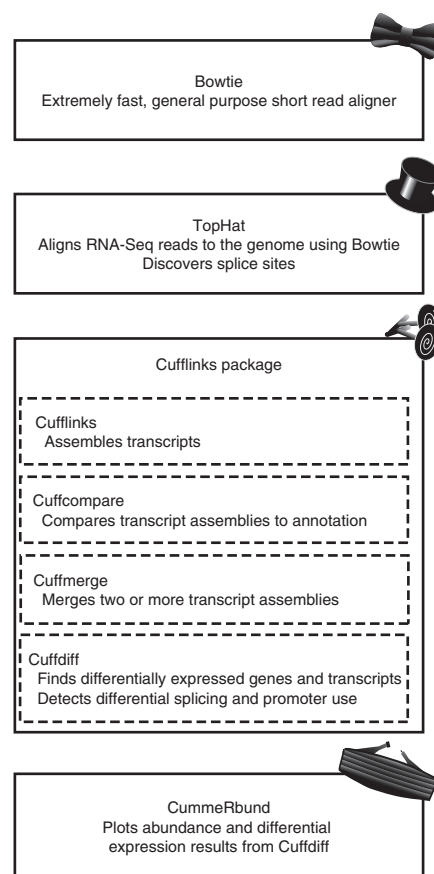 Bowtie
Extremely fast, general purpose short read aligner
TopHat
Aligns RNA-Seq reads to the genome using Bowtie
Discovers splice sites
Cufflinks package
Cufflinks
Assembles transcripts
Cuffcompare
Compares transcript assemblies to annotation
Cuffmerge
Merges two or more transcript assemblies
Cuffdiff
Finds differentially expressed genes and transcripts
Detects differential splicing and promoter use
CummeRbund
Plots abundance and differential
expression results from Cuffdiff